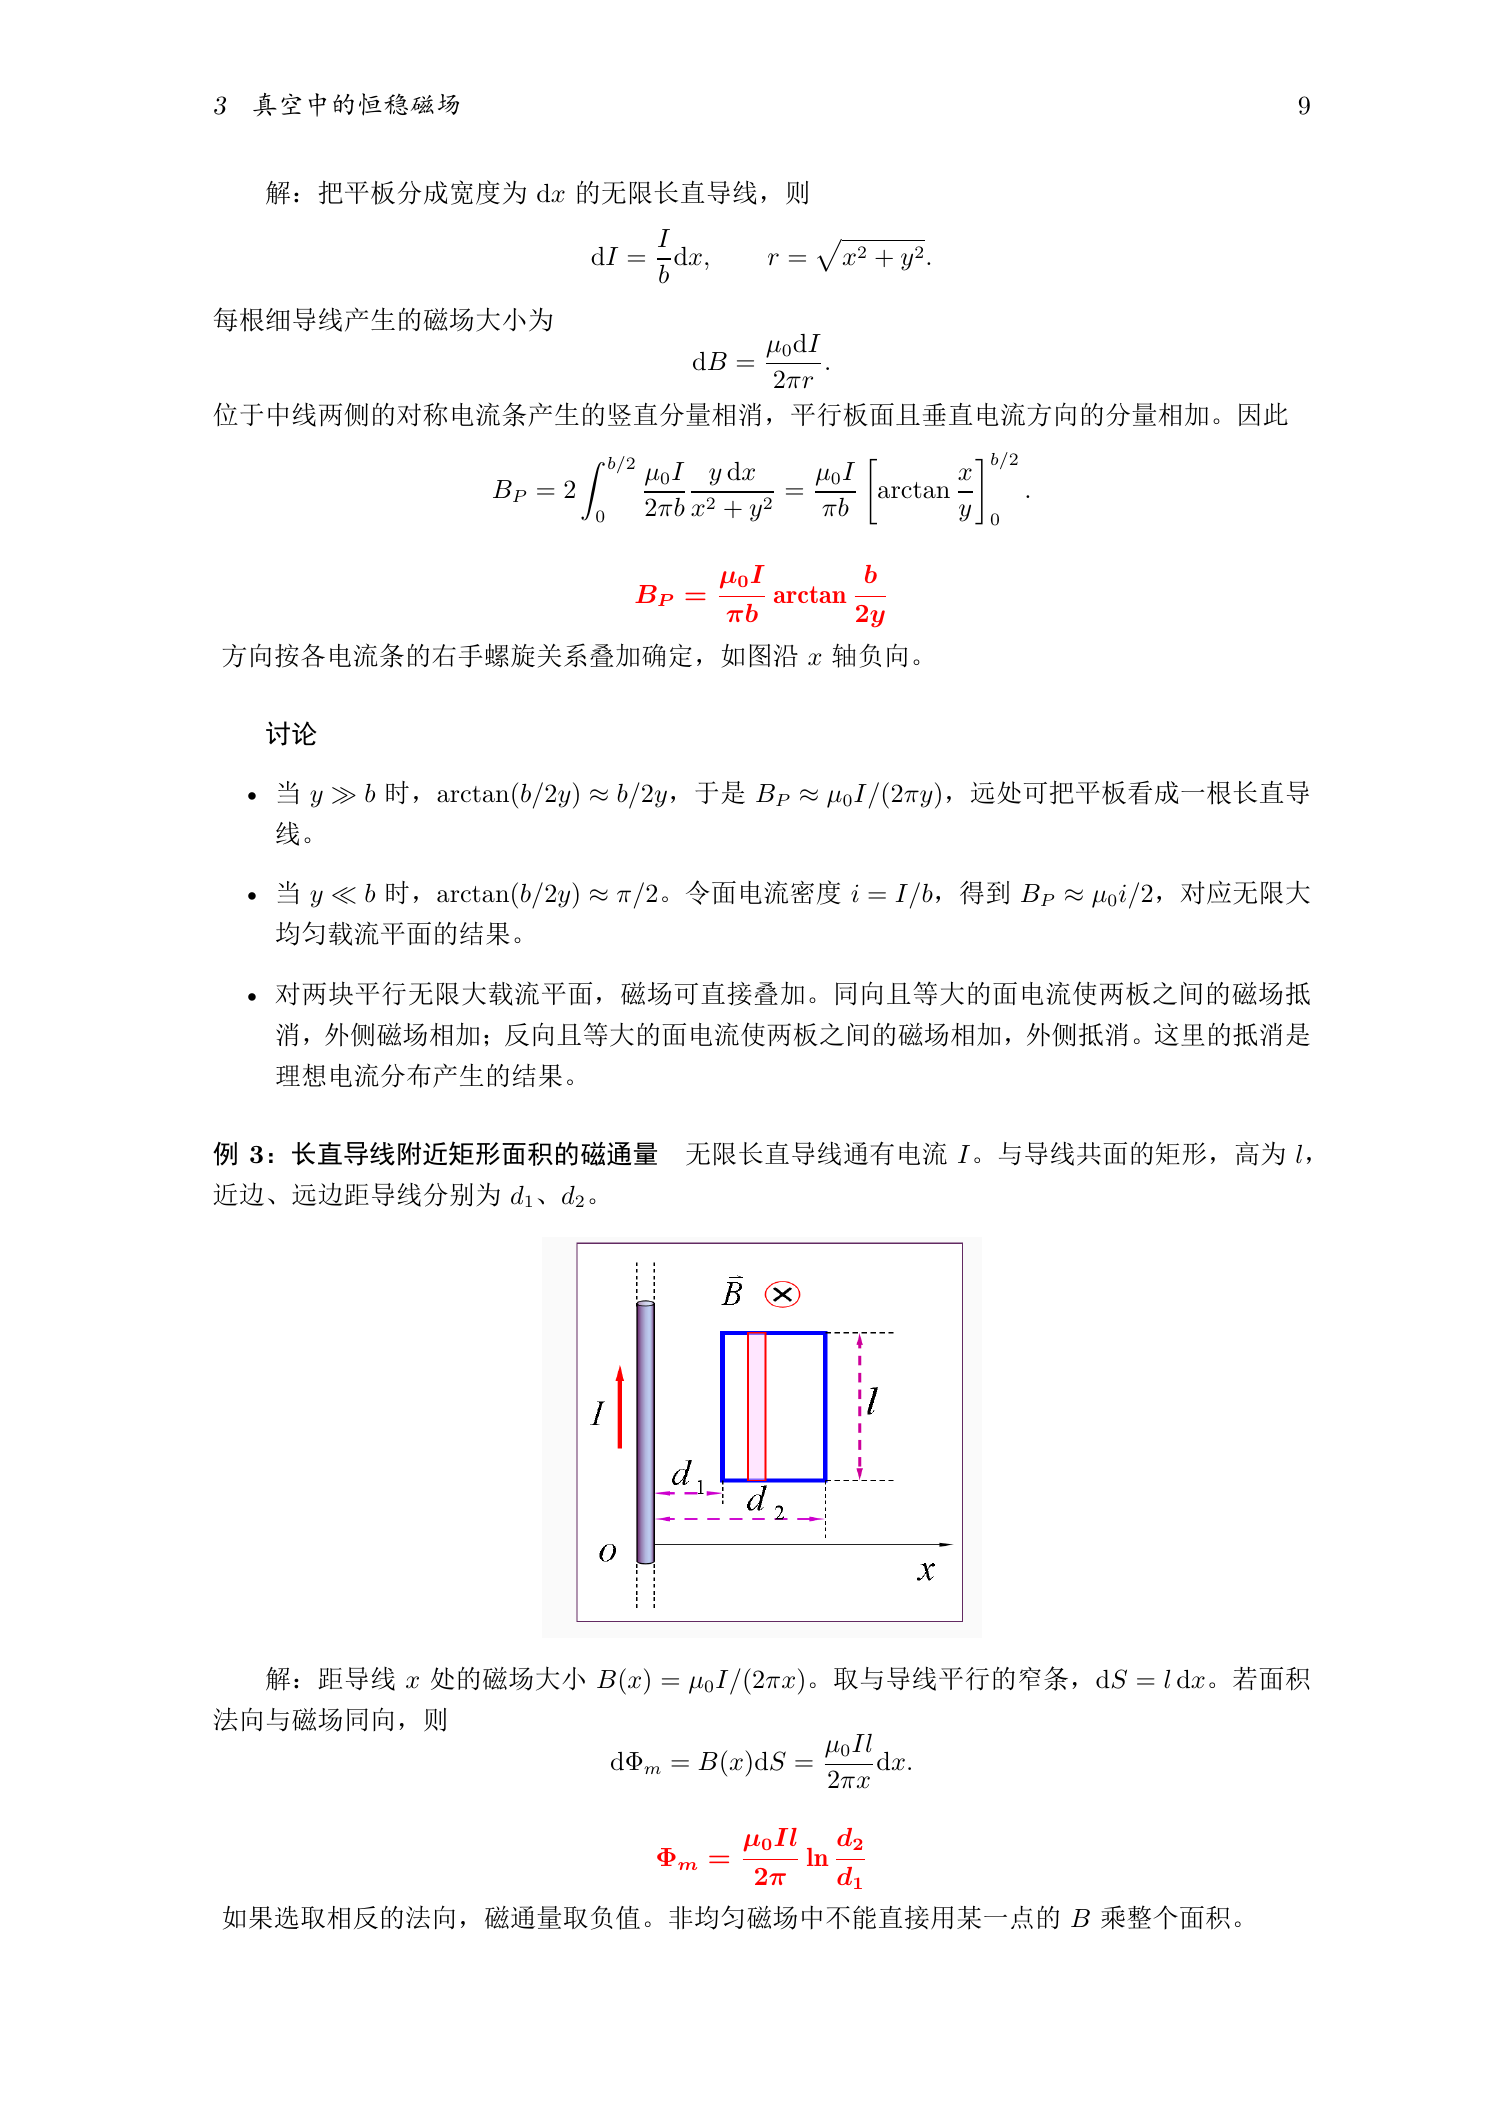 3 真空中的恒稳磁场 9
解：把平板分成宽度为 dx 的无限长直导线，则
dI = \frac{I}{b}dx, r = \sqrt{x² + y²}.
每根细导线产生的磁场大小为
dB = \frac{μ₀dI}{2πr}.
位于中线两侧的对称电流条产生的竖直分量相消，平行板面且垂直电流方向的分量相加。因此
B_P = 2\int_0^{b/2} \frac{μ₀I}{2πb} \frac{y dx}{x² + y²} = \frac{μ₀I}{πb} \left[\arctan \frac{x}{y}\right]_0^{b/2}.
B_P = \frac{μ₀I}{πb} \arctan \frac{b}{2y}
方向按各电流条的右手螺旋关系叠加确定，如图沿 x 轴负向。
讨论
• 当 y ≫ b 时，arctan(b/2y) ≈ b/2y，于是 B_P ≈ μ₀I/(2πy)，远处可把平板看成一根长直导
线。
• 当 y ≪ b 时，arctan(b/2y) ≈ π/2。令面电流密度 i = I/b，得到 B_P ≈ μ₀i/2，对应无限大
均匀载流平面的结果。
• 对两块平行无限大载流平面，磁场可直接叠加。同向且等大的面电流使两板之间的磁场抵
消，外侧磁场相加；反向且等大的面电流使两板之间的磁场相加，外侧抵消。这里的抵消是
理想电流分布产生的结果。
例 3：长直导线附近矩形面积的磁通量 无限长直导线通有电流 I。与导线共面的矩形，高为 l，
近边、远边距导线分别为 d₁、d₂。
\vec{B} ⊗
I
l
d₁
d₂
o
x
解：距导线 x 处的磁场大小 B(x) = μ₀I/(2πx)。取与导线平行的窄条，dS = l dx。若面积
法向与磁场同向，则
dΦ_m = B(x)dS = \frac{μ₀Il}{2πx}dx.
Φ_m = \frac{μ₀Il}{2π} \ln \frac{d₂}{d₁}
如果选取相反的法向，磁通量取负值。非均匀磁场中不能直接用某一点的 B 乘整个面积。